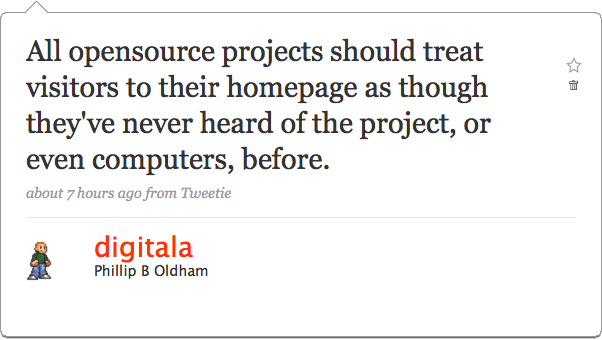 All opensource projects should treat
visitors to their homepage as though
they've never heard of the project, or
even computers, before.
about 7 hours ago from Tweetie
digitala
Phillip B Oldham